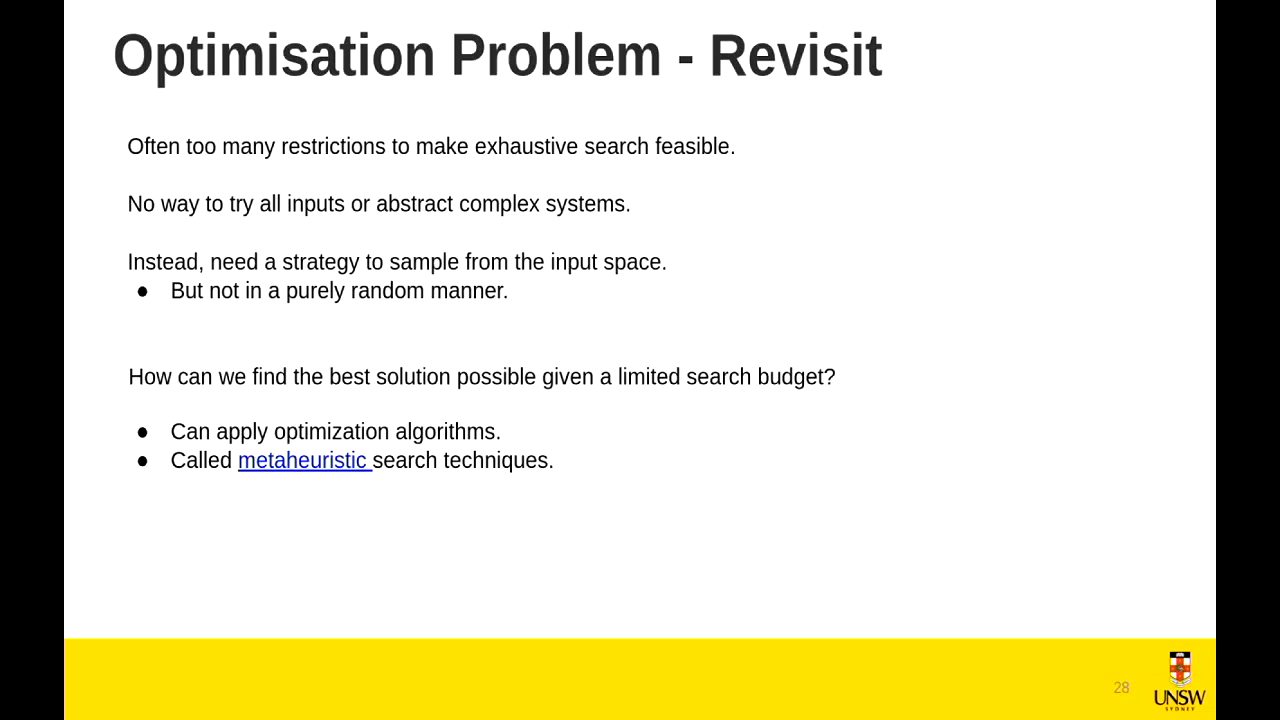 Optimisation Problem - Revisit
Often too many restrictions to make exhaustive search feasible.
No way to try all inputs or abstract complex systems.
Instead, need a strategy to sample from the input space.
● But not in a purely random manner.
How can we find the best solution possible given a limited search budget?
● Can apply optimization algorithms.
● Called metaheuristic search techniques.
28
UNSW
SYDNEY